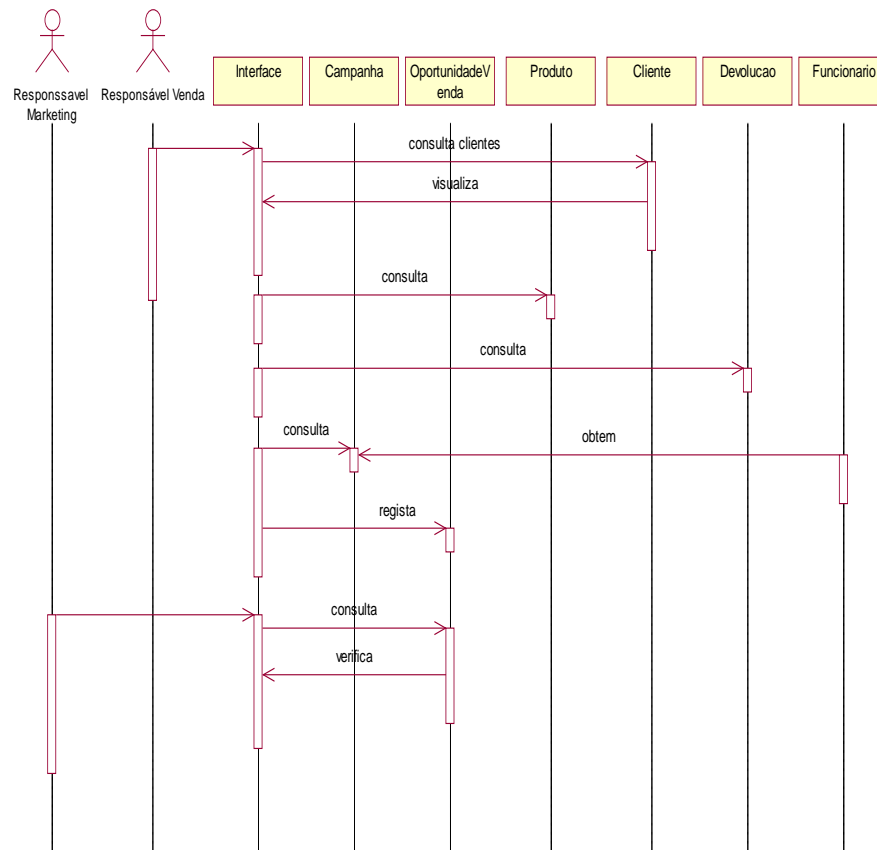 Responssavel
Marketing
Responsável Venda
Interface
Campanha
OportunidadeV
enda
Produto
Cliente
Devolucao
Funcionario
consulta clientes
visualiza
consulta
consulta
consulta
obtem
regista
consulta
verifica